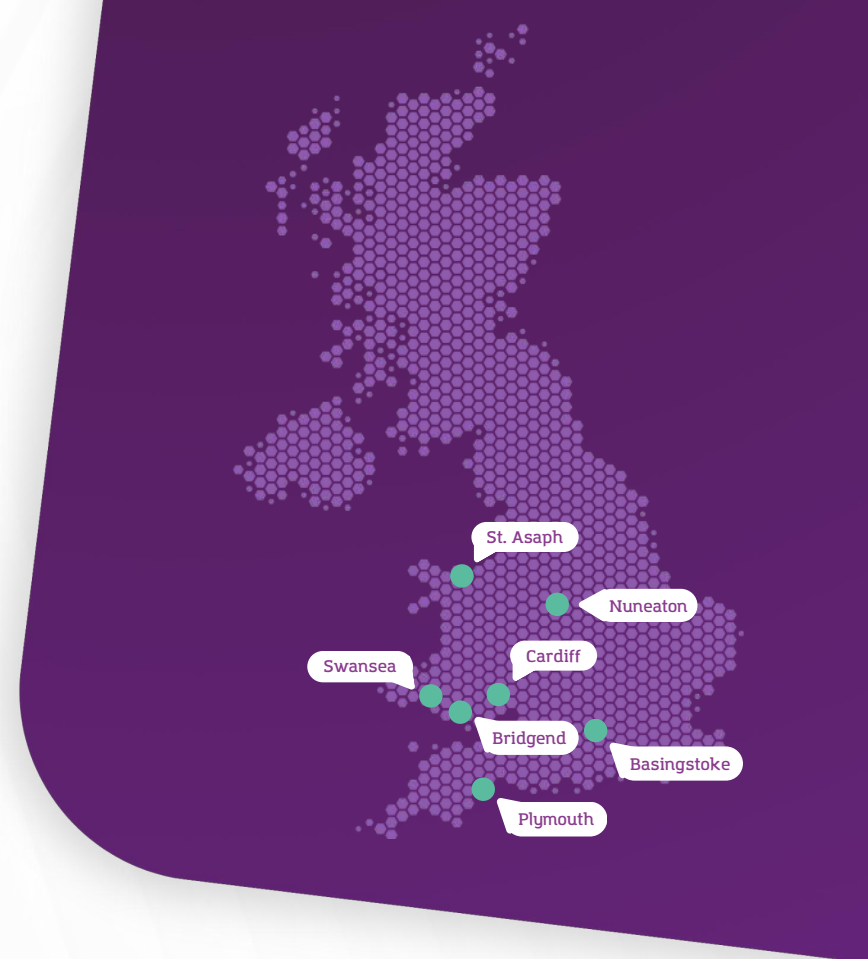 St. Asaph
Nuneaton
Cardiff
Swansea
Bridgend
Basingstoke
Plymouth